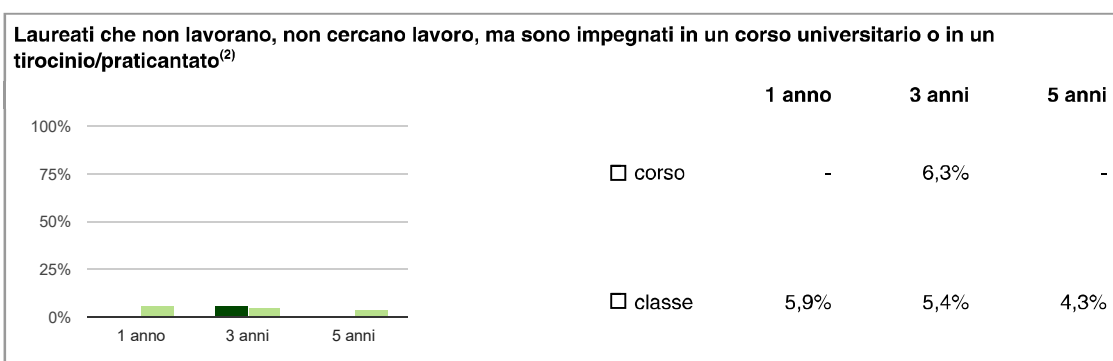 Laureati che non lavorano, non cercano lavoro, ma sono impegnati in un corso universitario o in un
tirocinio/praticantato(2)
1 anno 3 anni 5 anni
100%
75%
50%
25%
0%
1 anno 3 anni 5 anni
corso - 6,3% -
classe 5,9% 5,4% 4,3%